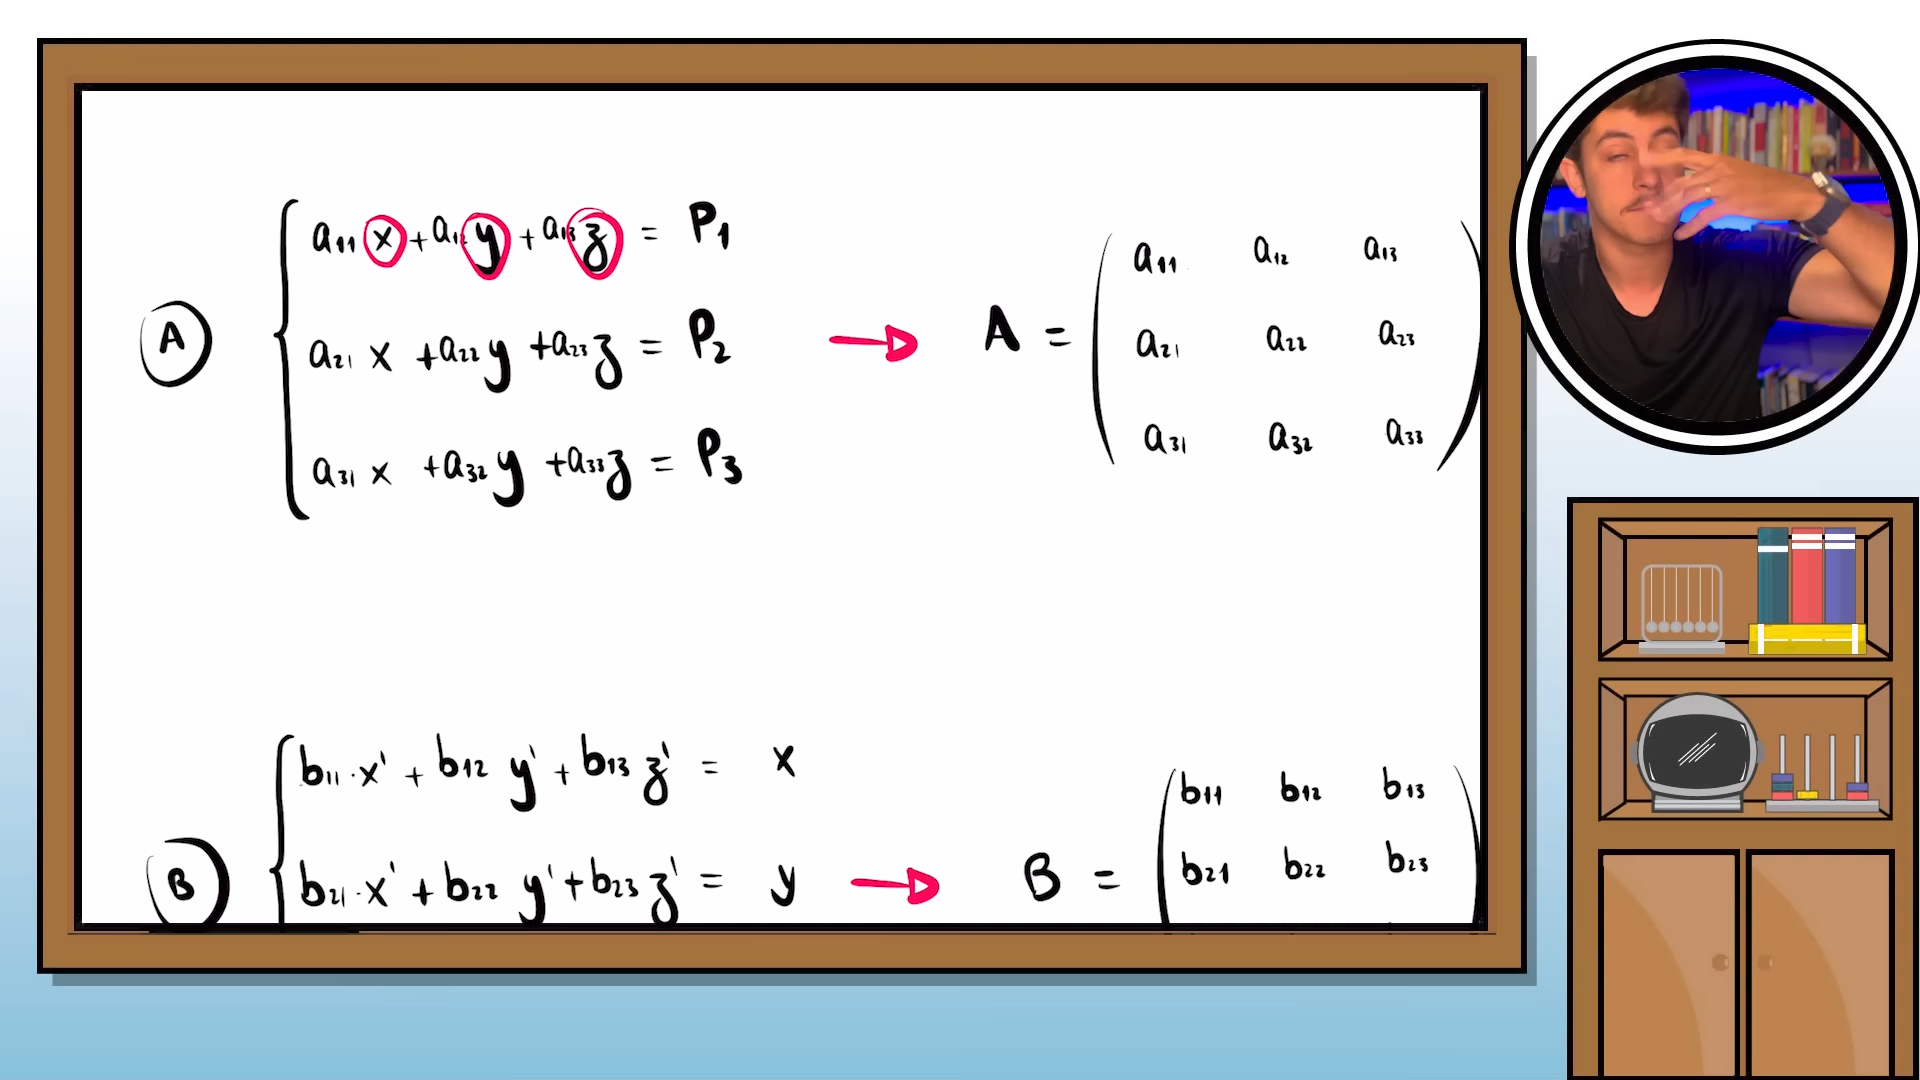 a11 x + a12 y + a13 z = P1
A
a21 x + a22 y + a23 z = P2
a31 x + a32 y + a33 z = P3
A =
a11 a12 a13
a21 a22 a23
a31 a32 a33
b11 · x' + b12 y' + b13 z' = x
B
b21 · x' + b22 y' + b23 z' = y
B =
b11 b12 b13
b21 b22 b23